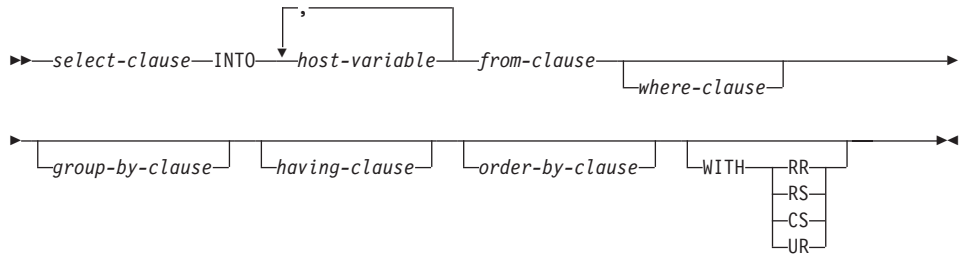 ,
select-clause INTO host-variable from-clause
where-clause
group-by-clause having-clause order-by-clause WITH RR
RS
CS
UR